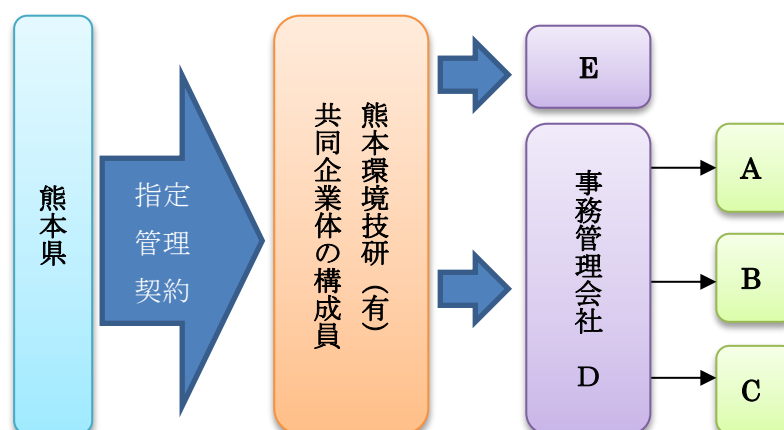 熊本県
指定
管理
契約
熊本環境技研（有）
共同企業体の構成員
E
事務管理会社 D
A
B
C